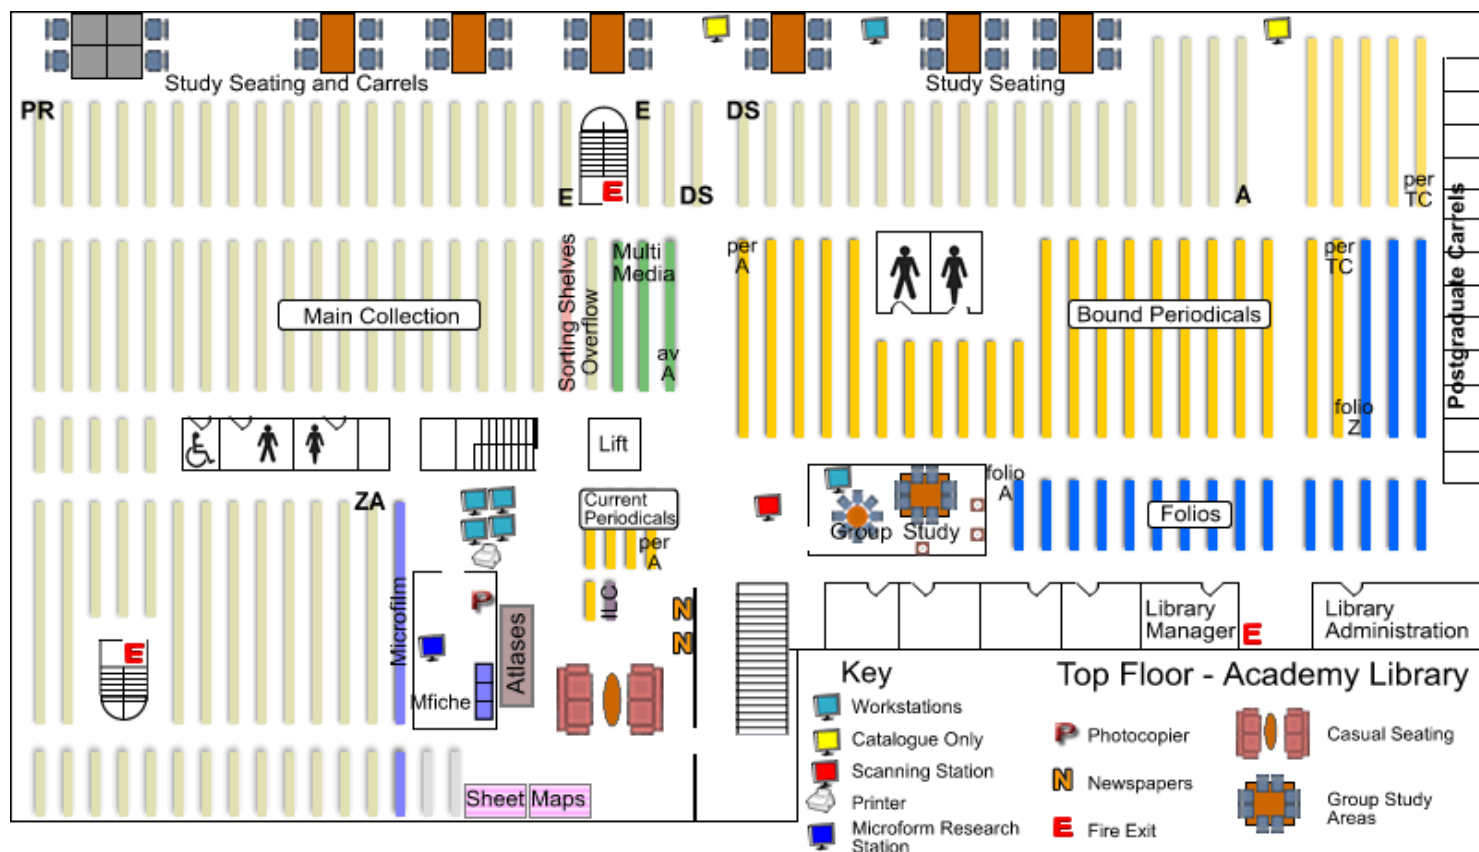 Study Seating and Carrels
Study Seating
PR
E
DS
E
E
DS
A
per
TC
Postgraduate Carrels
Main Collection
Sorting Shelves
Overflow
Multi
Media
av
A
per
A
Bound Periodicals
per
TC
folio
Z
Lift
ZA
Current
Periodicals
per
A
ILC
Group Study
folio
A
Folios
Microfilm
P
Mfiche
Atlases
N
N
E
Sheet Maps
Library
Manager
E
Library
Administration
Key
Workstations
Catalogue Only
Scanning Station
Printer
Microform Research
Station
Top Floor - Academy Library
P Photocopier
N Newspapers
E Fire Exit
Casual Seating
Group Study
Areas